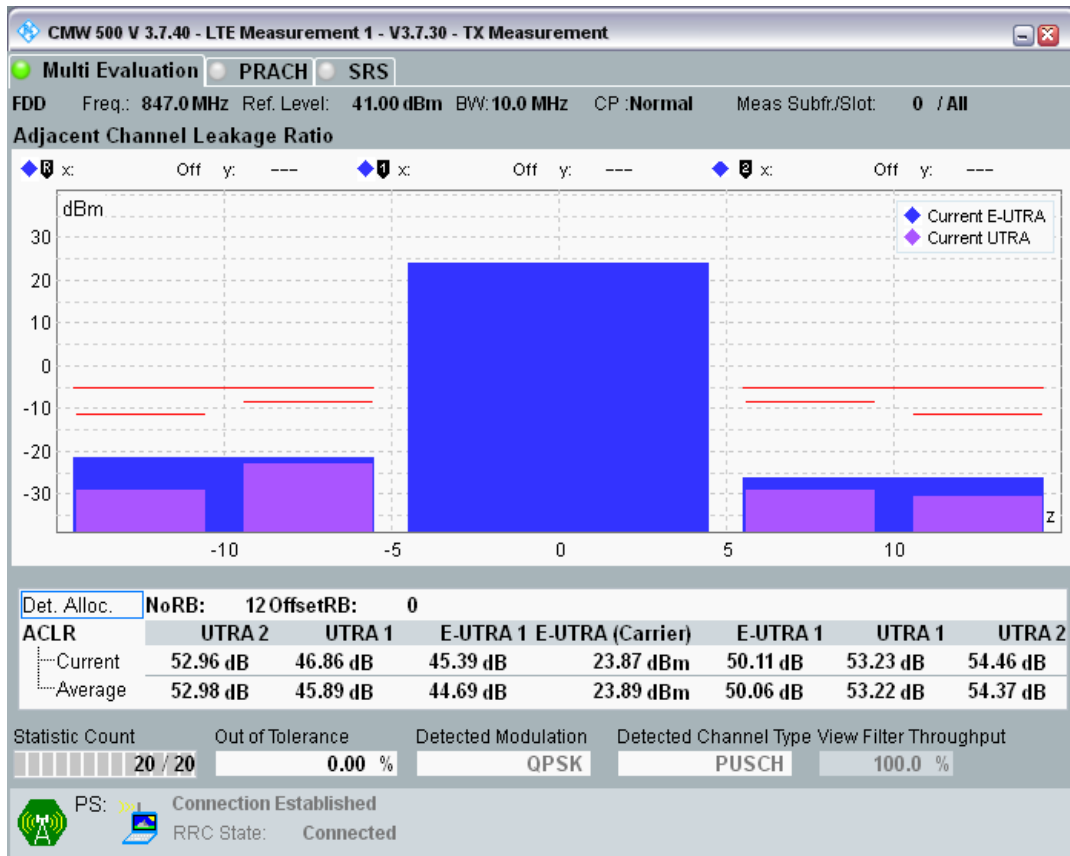 CMW 500 V 3.7.40 - LTE Measurement 1 - V3.7.30 - TX Measurement
Multi Evaluation PRACH SRS
FDD Freq.: 847.0 MHz Ref. Level: 41.00 dBm BW: 10.0 MHz CP :Normal Meas Subfr./Slot: 0 / All
Adjacent Channel Leakage Ratio
R x: Off y: --- 1 x: Off y: --- 2 x: Off y: ---
dBm
Current E-UTRA
Current UTRA
30
20
10
0
-10
-20
-30
z
-10 -5 0 5 10
Det. Alloc. NoRB: 12 OffsetRB: 0
ACLR UTRA 2 UTRA 1 E-UTRA 1 E-UTRA (Carrier) E-UTRA 1 UTRA 1 UTRA 2
Current 52.96 dB 46.86 dB 45.39 dB 23.87 dBm 50.11 dB 53.23 dB 54.46 dB
Average 52.98 dB 45.89 dB 44.69 dB 23.89 dBm 50.06 dB 53.22 dB 54.37 dB
Statistic Count Out of Tolerance Detected Modulation Detected Channel Type View Filter Throughput
20 / 20 0.00 % QPSK PUSCH 100.0 %
PS: Connection Established
RRC State: Connected